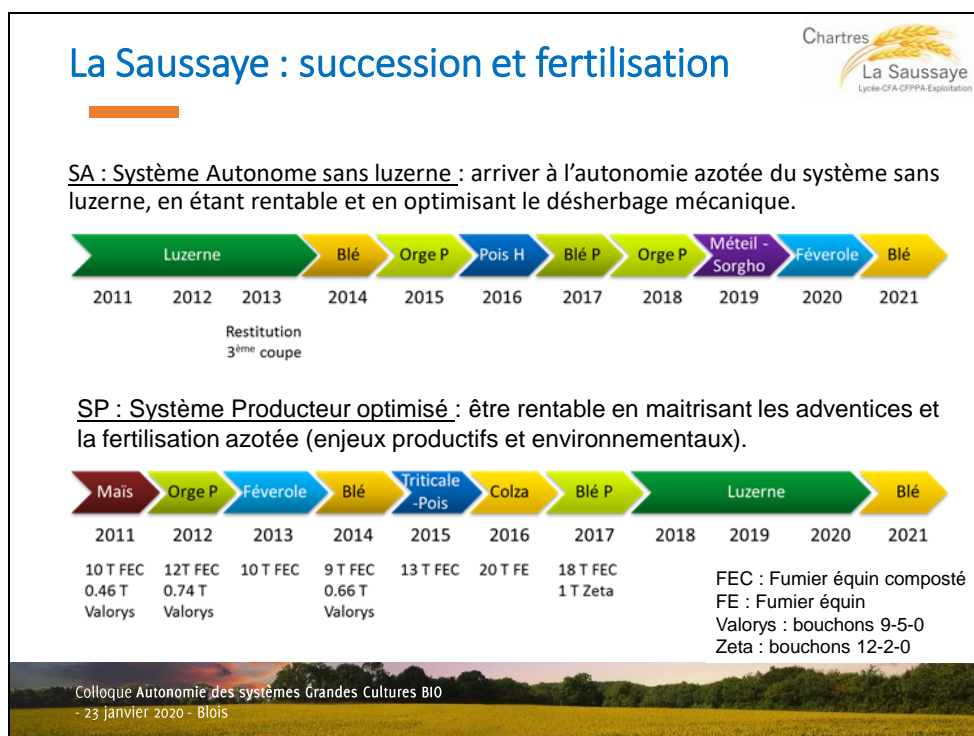 La Saussaye : succession et fertilisation
Chartres
La Saussaye
Lycée-CFA-CFPPA-Exploitation
SA : Système Autonome sans luzerne : arriver à l’autonomie azotée du système sans
luzerne, en étant rentable et en optimisant le désherbage mécanique.
Luzerne Blé Orge P Pois H Blé P Orge P Méteil - Sorgho Féverole Blé
2011 2012 2013 2014 2015 2016 2017 2018 2019 2020 2021
Restitution
3ème coupe
SP : Système Producteur optimisé : être rentable en maitrisant les adventices et
la fertilisation azotée (enjeux productifs et environnementaux).
Maïs Orge P Féverole Blé Triticale -Pois Colza Blé P Luzerne Blé
2011 2012 2013 2014 2015 2016 2017 2018 2019 2020 2021
10 T FEC 12T FEC 10 T FEC 9 T FEC 13 T FEC 20 T FE 18 T FEC
0.46 T 0.74 T 0.66 T 1 T Zeta
Valorys Valorys Valorys
FEC : Fumier équin composté
FE : Fumier équin
Valorys : bouchons 9-5-0
Zeta : bouchons 12-2-0
Colloque Autonomie des systèmes Grandes Cultures BIO
- 23 janvier 2020 - Blois